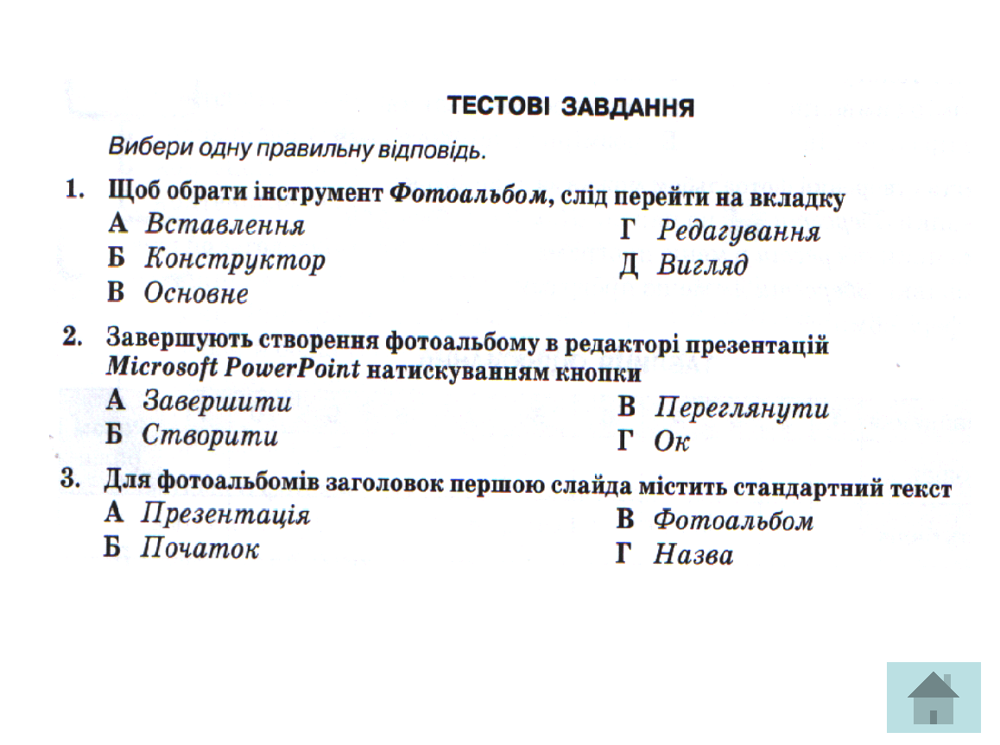 ТЕСТОВІ ЗАВДАННЯ
Вибери одну правильну відповідь.
1. Щоб обрати інструмент Фотоальбом, слід перейти на вкладку
А Вставлення
Г Редагування
Б Конструктор
Д Вигляд
В Основне
2. Завершують створення фотоальбому в редакторі презентацій
Microsoft PowerPoint натискуванням кнопки
А Завершити
В Переглянути
Б Створити
Г Ок
3. Для фотоальбомів заголовок першою слайда містить стандартний текст
А Презентація
В Фотоальбом
Б Початок
Г Назва